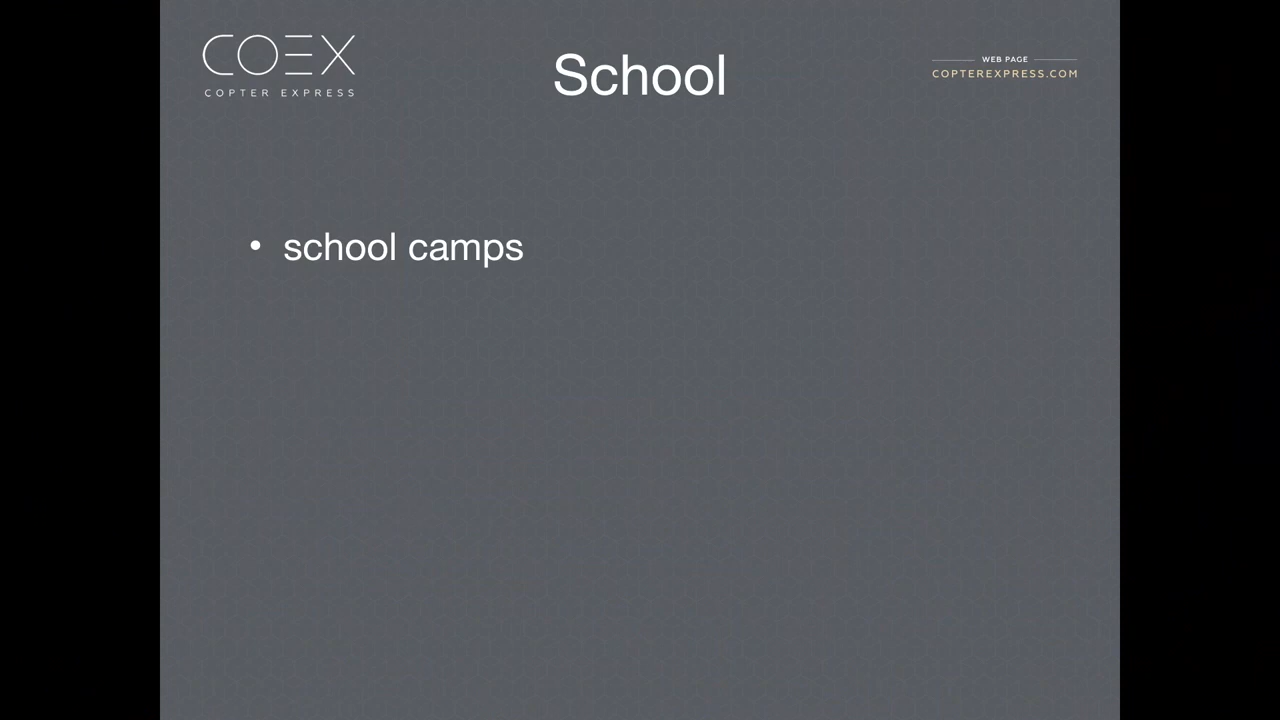 COEX
COPTER EXPRESS
School
WEB PAGE
COPTEREXPRESS.COM
• school camps